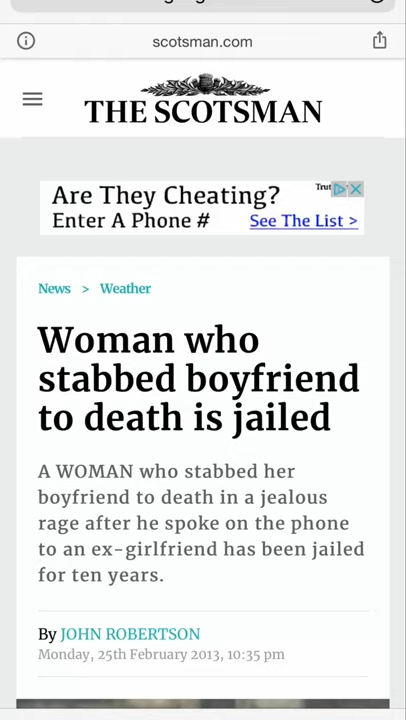 scotsman.com
THE SCOTSMAN
Are They Cheating?
Enter A Phone # See The List >
News > Weather
Woman who
stabbed boyfriend
to death is jailed
A WOMAN who stabbed her
boyfriend to death in a jealous
rage after he spoke on the phone
to an ex-girlfriend has been jailed
for ten years.
By JOHN ROBERTSON
Monday, 25th February 2013, 10:35 pm